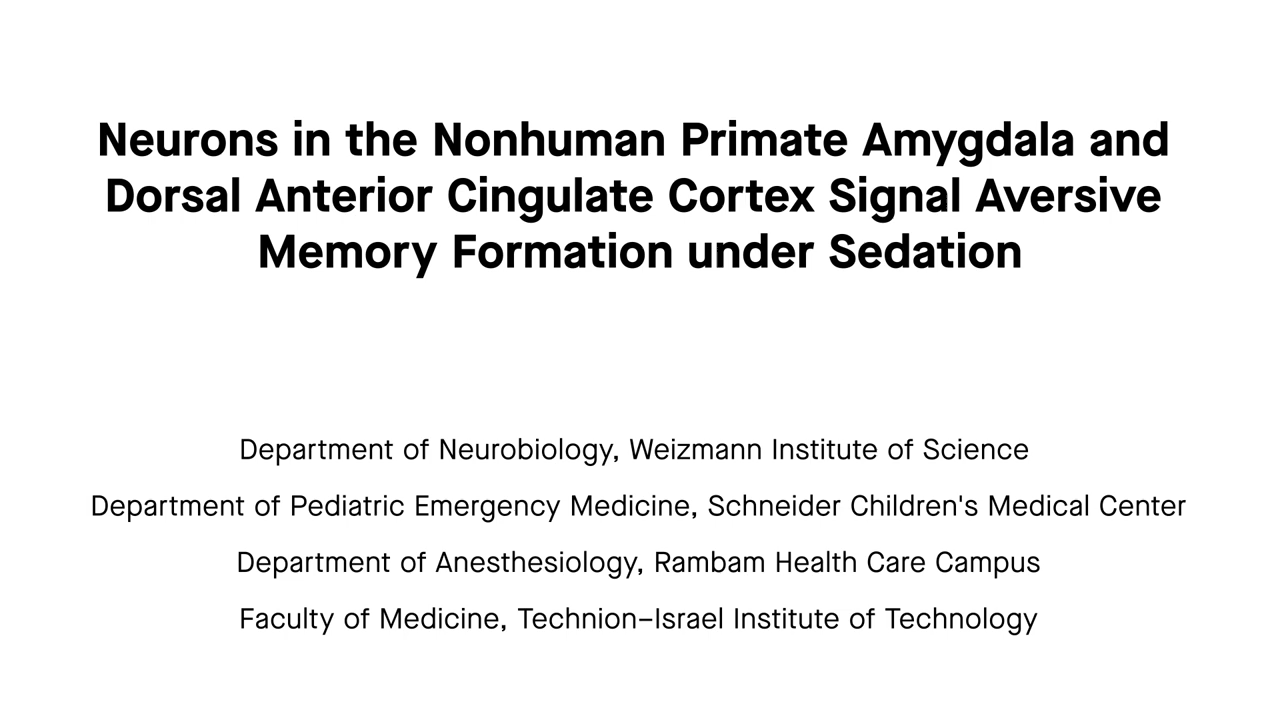 Neurons in the Nonhuman Primate Amygdala and
Dorsal Anterior Cingulate Cortex Signal Aversive
Memory Formation under Sedation
Department of Neurobiology, Weizmann Institute of Science
Department of Pediatric Emergency Medicine, Schneider Children's Medical Center
Department of Anesthesiology, Rambam Health Care Campus
Faculty of Medicine, Technion–Israel Institute of Technology